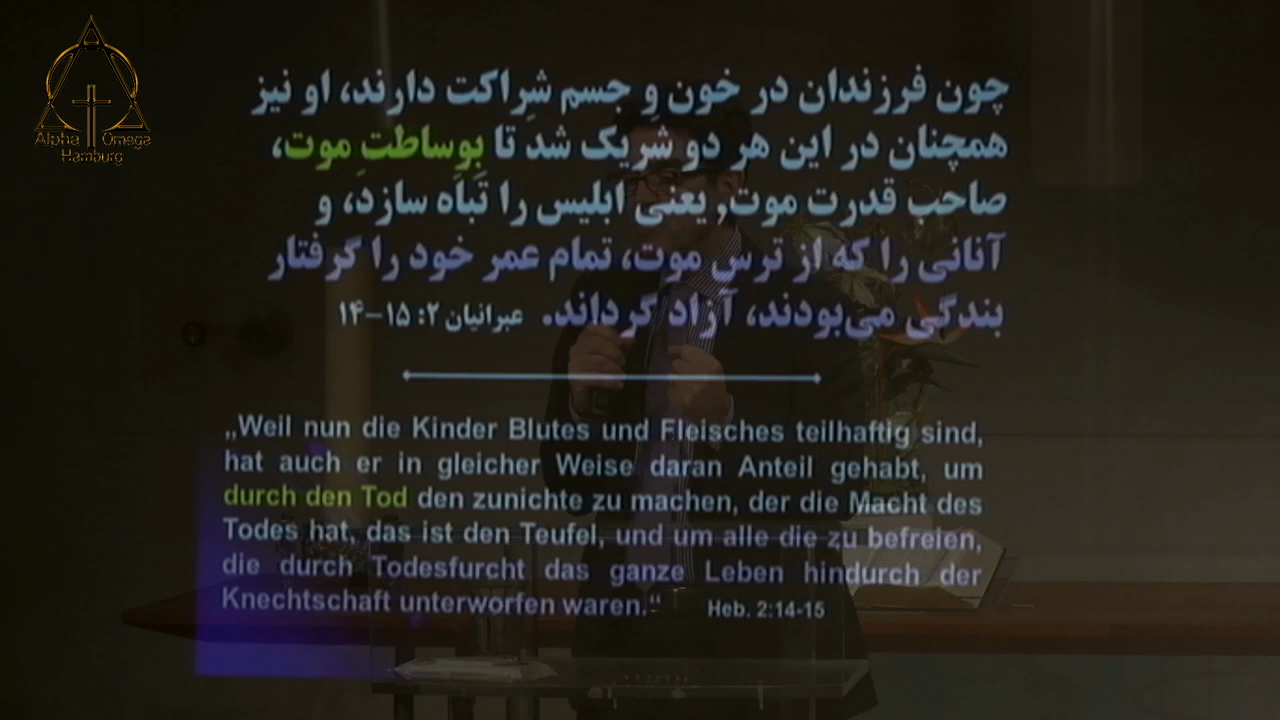 Alpha Omega
Hamburg
چون فرزندان در خون و جسم شِراکت دارند، او نیز
همچنان در این هر دو شریک شد تا بِوساطتِ موت،
صاحب قدرت موت, یعنی ابلیس را تَباه سازد، و
آنانی را که از ترس موت، تمام عمر خود را گرفتار
بندگی می‌بودند، آزاد گرداند. عبرانیان ۲: ۱۵–۱۴
„Weil nun die Kinder Blutes und Fleisches teilhaftig sind,
hat auch er in gleicher Weise daran Anteil gehabt, um
durch den Tod den zunichte zu machen, der die Macht des
Todes hat, das ist den Teufel, und um alle die zu befreien,
die durch Todesfurcht das ganze Leben hindurch der
Knechtschaft unterworfen waren.“ Heb. 2:14-15